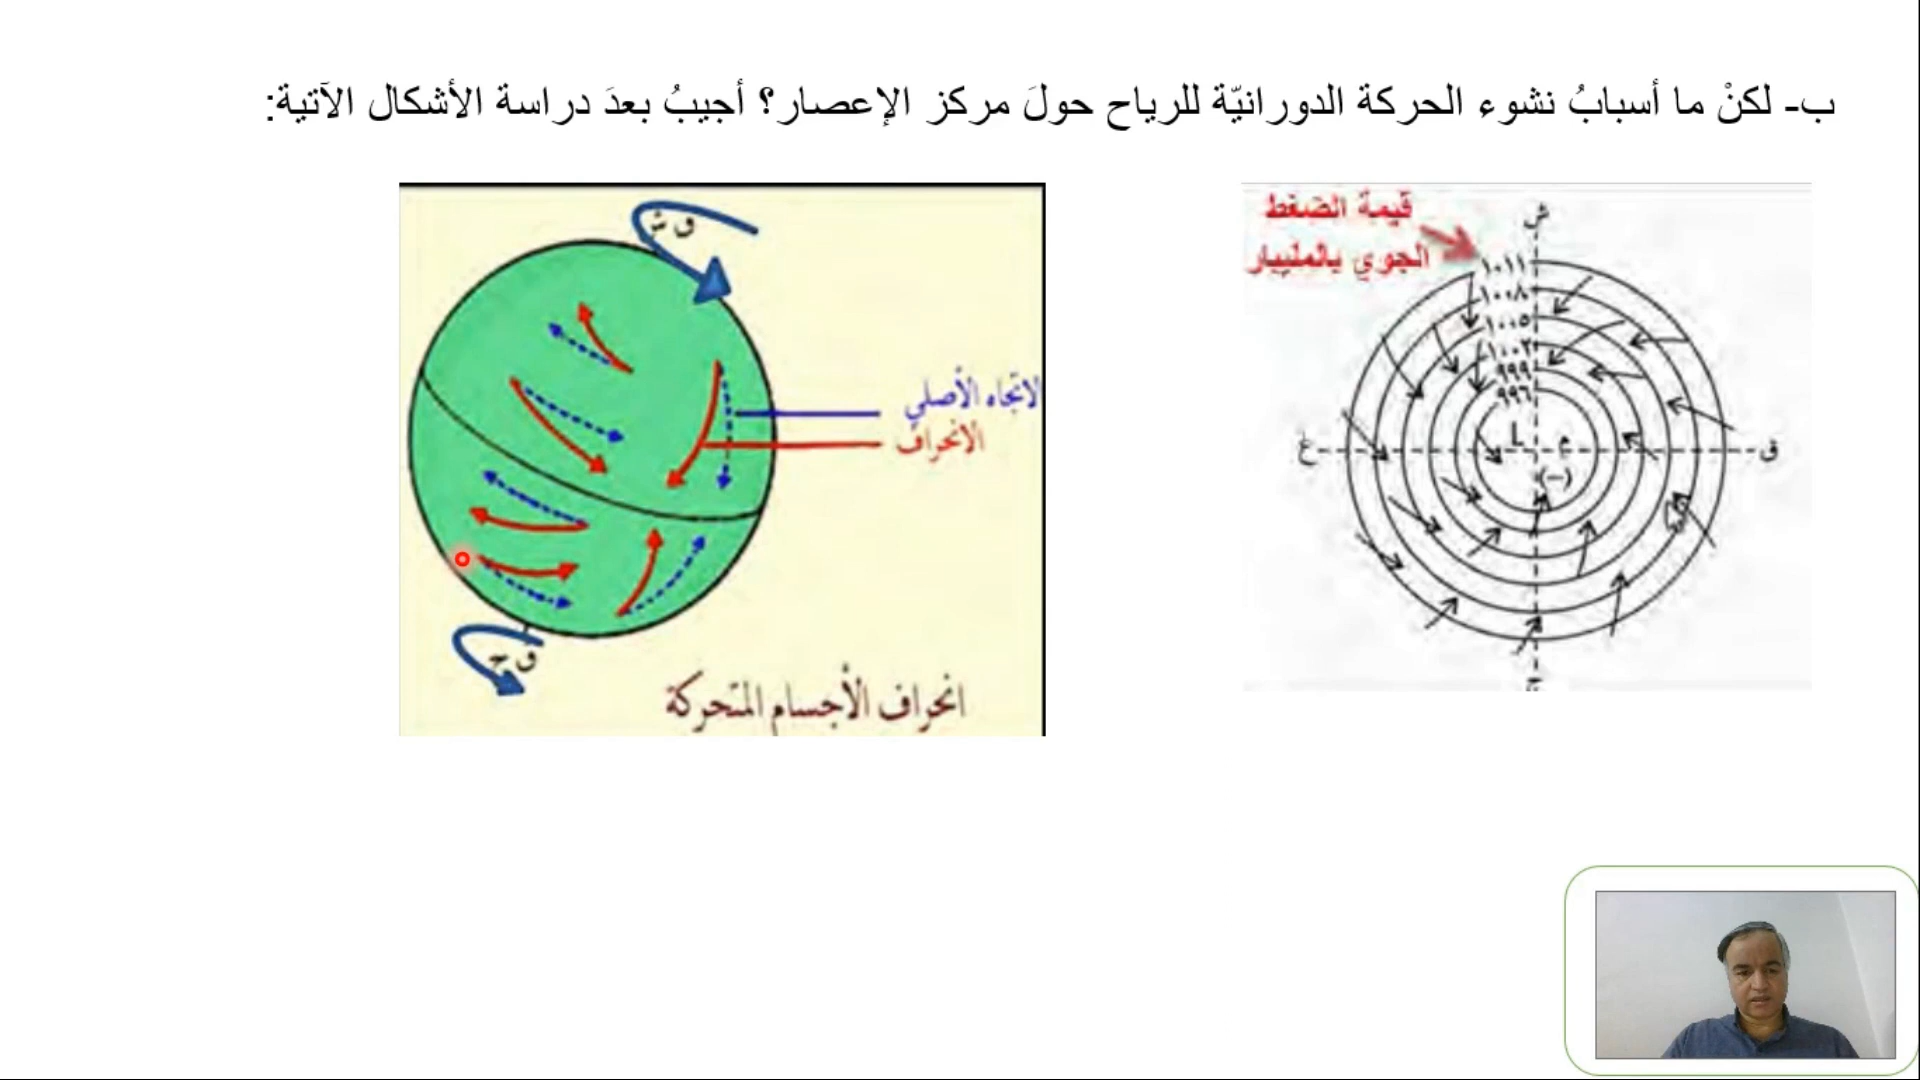 ب- لكنْ ما أسبابُ نشوء الحركة الدورانيّة للرياح حولَ مركز الإعصار؟ أجيبُ بعدَ دراسة الأشكال الآتية:
قيمة الضغط
الجوي بالمليبار
ش
١٠١١
١٠٠٨
١٠٠٥
١٠٠٢
٩٩٩
٩٩٦
غ
L
م
ق
(-)
ج
ق ش
الاتجاه الأصلي
الانحراف
ق ج
انحراف الأجسام المتحركة